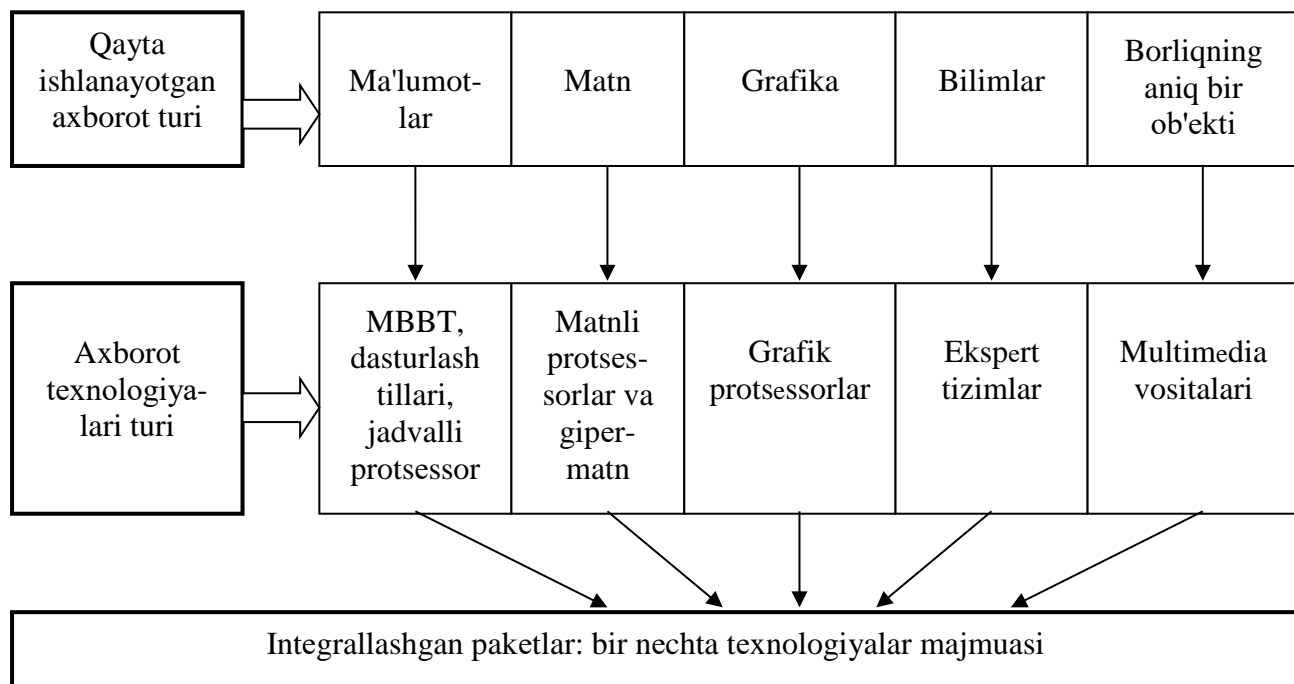 Qayta
ishlanayotgan
axborot turi
Ma'lumot-
lar
Matn
Grafika
Bilimlar
Borliqning
aniq bir
ob'ekti
Axborot
texnologiya-
lari turi
MBBT,
dasturlash
tillari,
jadvalli
protsessor
Matnli
protses-
sorlar va
giper-
matn
Grafik
protsessorlar
Ekspert
tizimlar
Multimedia
vositalari
Integrallashgan paketlar: bir nechta texnologiyalar majmuasi